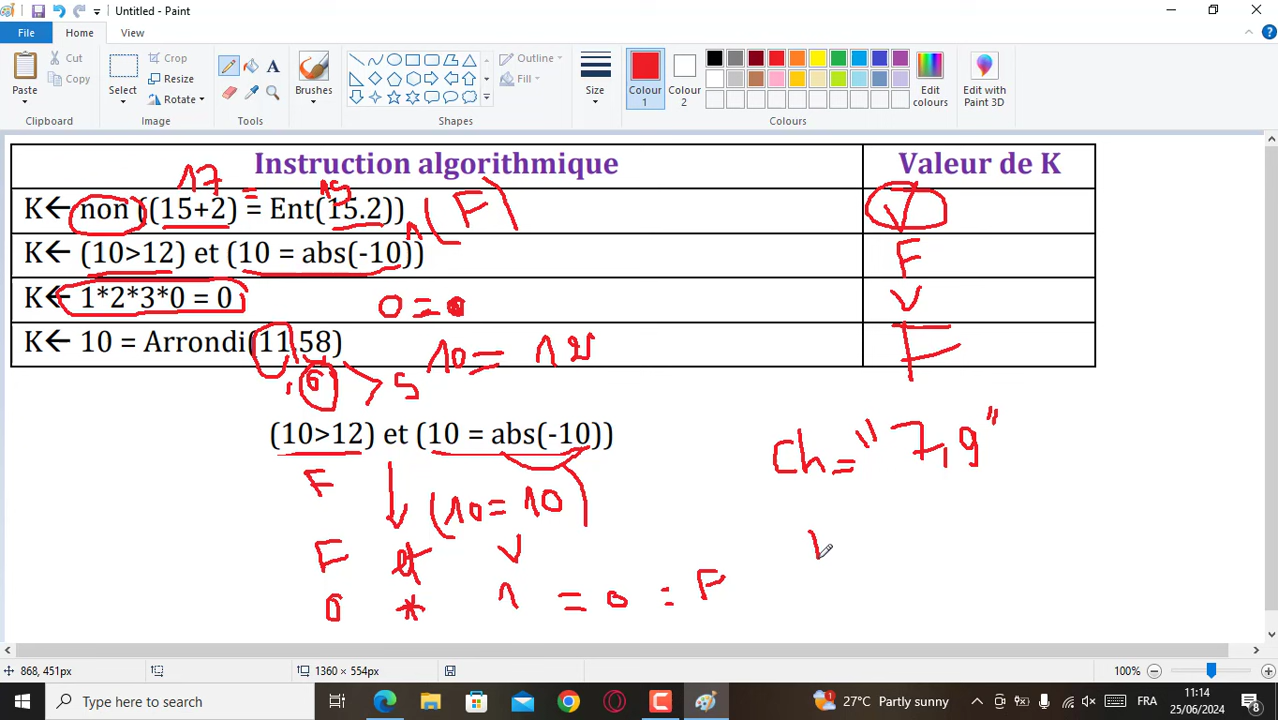 Untitled - Paint
File Home View
Paste
Cut
Copy
Clipboard
Select
Crop
Resize
Rotate
Image
Tools
Brushes
Shapes
Outline
Fill
Size
Colour 1
Colour 2
Colours
Edit colours
Edit with Paint 3D
Instruction algorithmique Valeur de K
17 = 15
K← non ((15+2) = Ent(15.2)) (F) V
K← (10>12) et (10 = abs(-10)) F
K← 1*2*3*0 = 0 0 = 0 V
K← 10 = Arrondi(11.58) 10 = 12 F
6 > 5
(10>12) et (10 = abs(-10))
Ch = "7,9"
F (10 = 10)
F et V
0 * 1 = 0 = F
868, 451px 1360 × 554px 100%
Type here to search 27°C Partly sunny FRA 11:14 25/06/2024 8